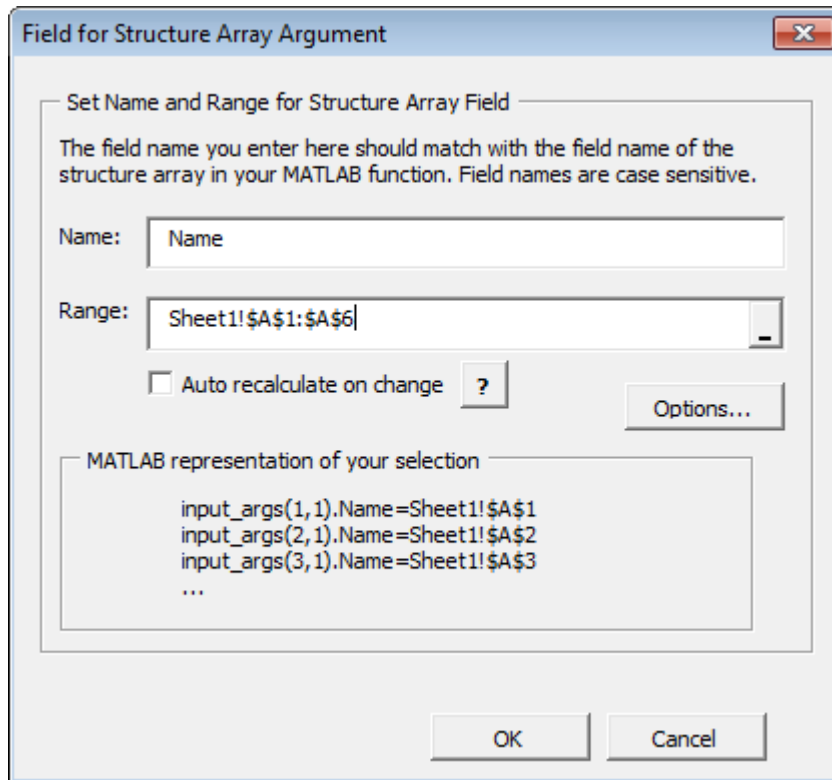 Field for Structure Array Argument
Set Name and Range for Structure Array Field
The field name you enter here should match with the field name of the
structure array in your MATLAB function. Field names are case sensitive.
Name: Name
Range: Sheet1!$A$1:$A$6
Auto recalculate on change ?
Options...
MATLAB representation of your selection
input_args(1,1).Name=Sheet1!$A$1
input_args(2,1).Name=Sheet1!$A$2
input_args(3,1).Name=Sheet1!$A$3
...
OK Cancel